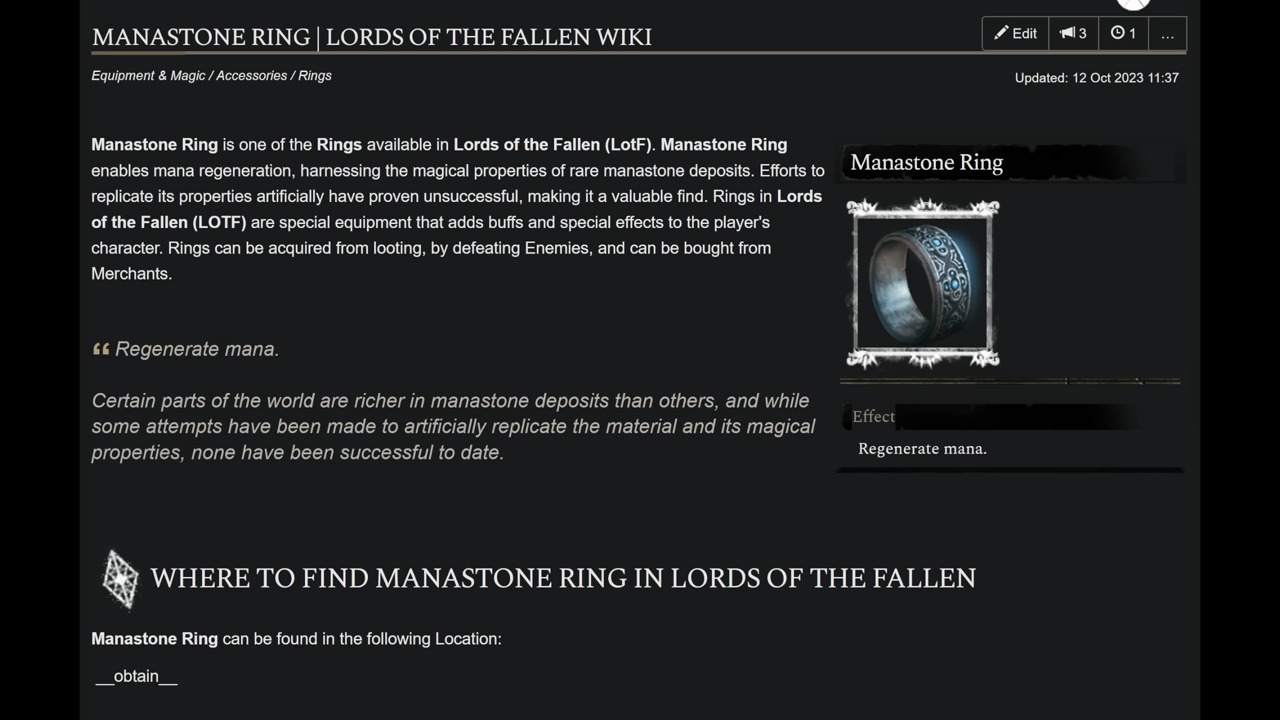 MANASTONE RING | LORDS OF THE FALLEN WIKI
Edit 3 1 ...
Equipment & Magic / Accessories / Rings
Updated: 12 Oct 2023 11:37
Manastone Ring is one of the Rings available in Lords of the Fallen (LotF). Manastone Ring
enables mana regeneration, harnessing the magical properties of rare manastone deposits. Efforts to
replicate its properties artificially have proven unsuccessful, making it a valuable find. Rings in Lords
of the Fallen (LOTF) are special equipment that adds buffs and special effects to the player's
character. Rings can be acquired from looting, by defeating Enemies, and can be bought from
Merchants.
Manastone Ring
Effect
Regenerate mana.
“ Regenerate mana.
Certain parts of the world are richer in manastone deposits than others, and while
some attempts have been made to artificially replicate the material and its magical
properties, none have been successful to date.
WHERE TO FIND MANASTONE RING IN LORDS OF THE FALLEN
Manastone Ring can be found in the following Location:
__obtain__